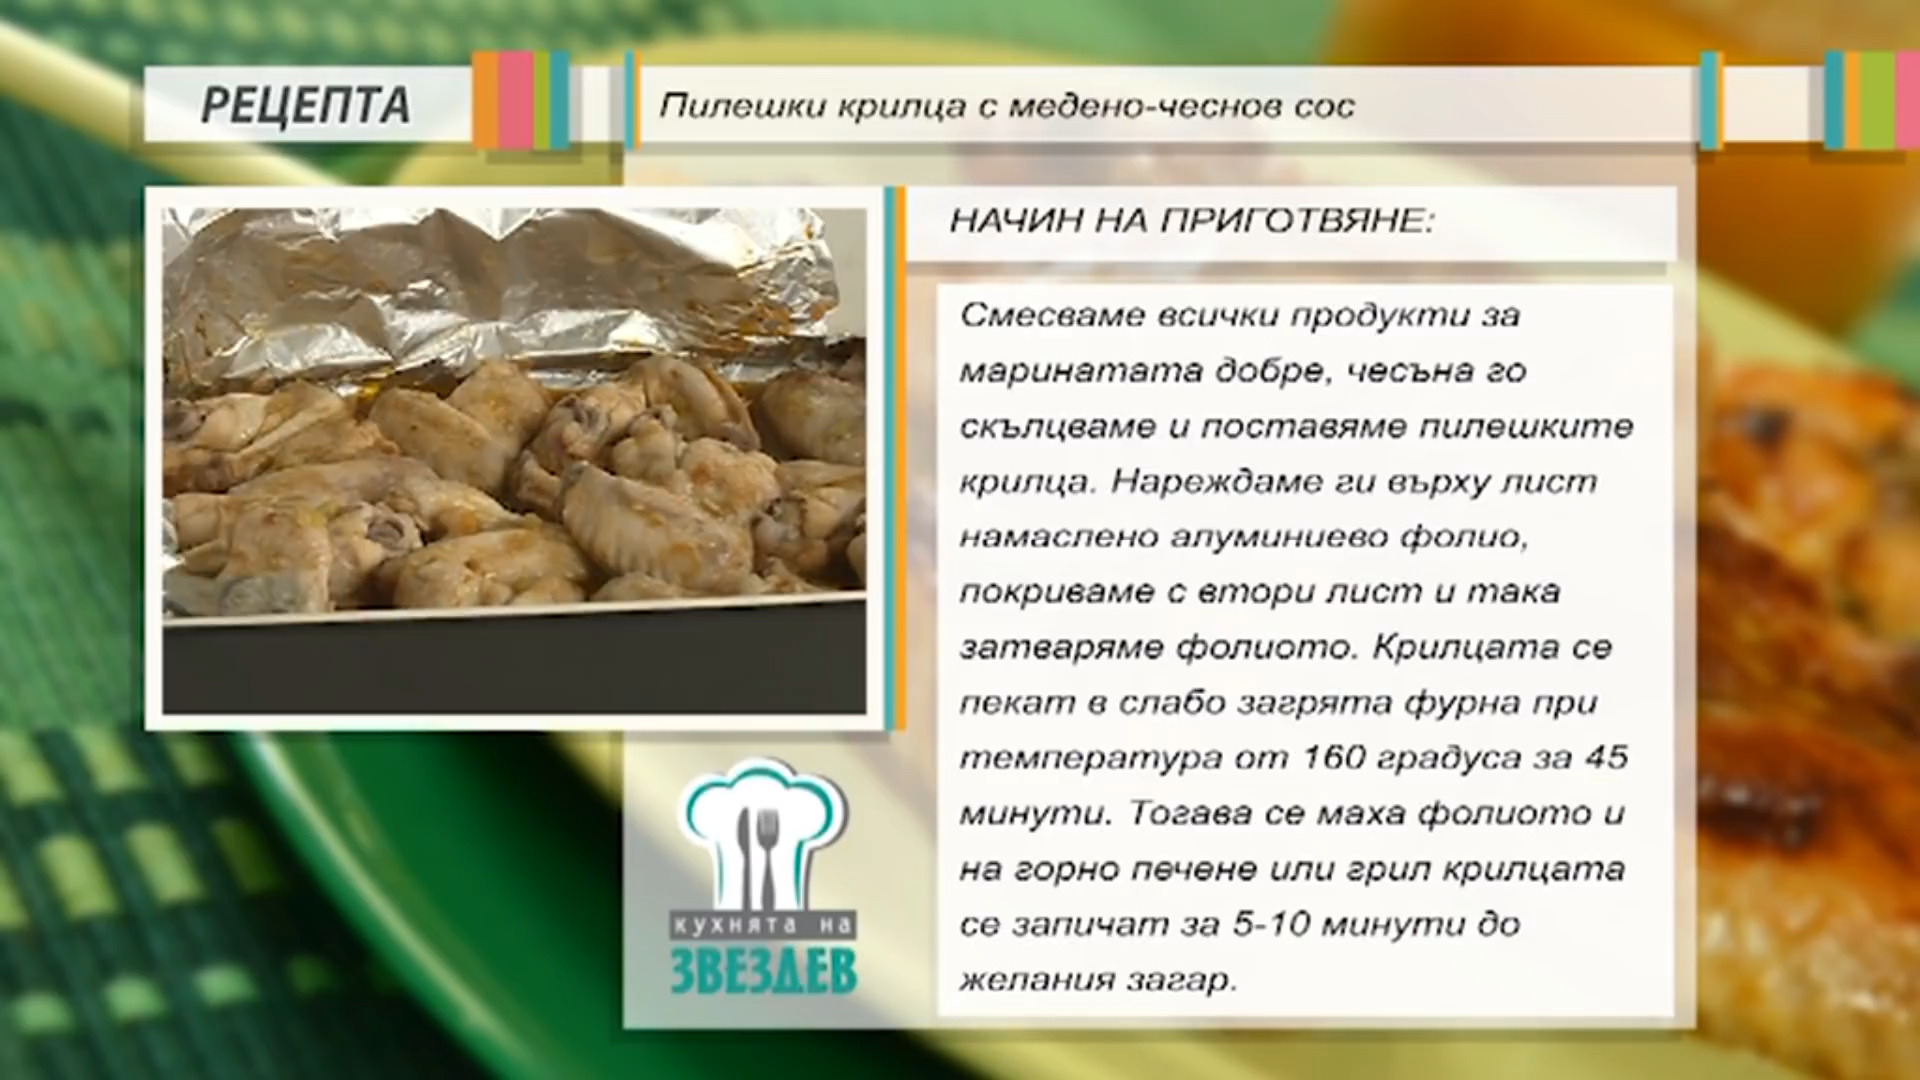 РЕЦЕПТА
Пилешки крилца с медено-чеснов сос
НАЧИН НА ПРИГОТВЯНЕ:
Смесваме всички продукти за
маринатата добре, чесъна го
скълцваме и поставяме пилешките
крилца. Нареждаме ги върху лист
намаслено алуминиево фолио,
покриваме с втори лист и така
затваряме фолиото. Крилцата се
пекат в слабо загрята фурна при
температура от 160 градуса за 45
минути. Тогава се маха фолиото и
на горно печене или грил крилцата
се запичат за 5-10 минути до
желания загар.
кухнята на
ЗВЕЗДЕВ